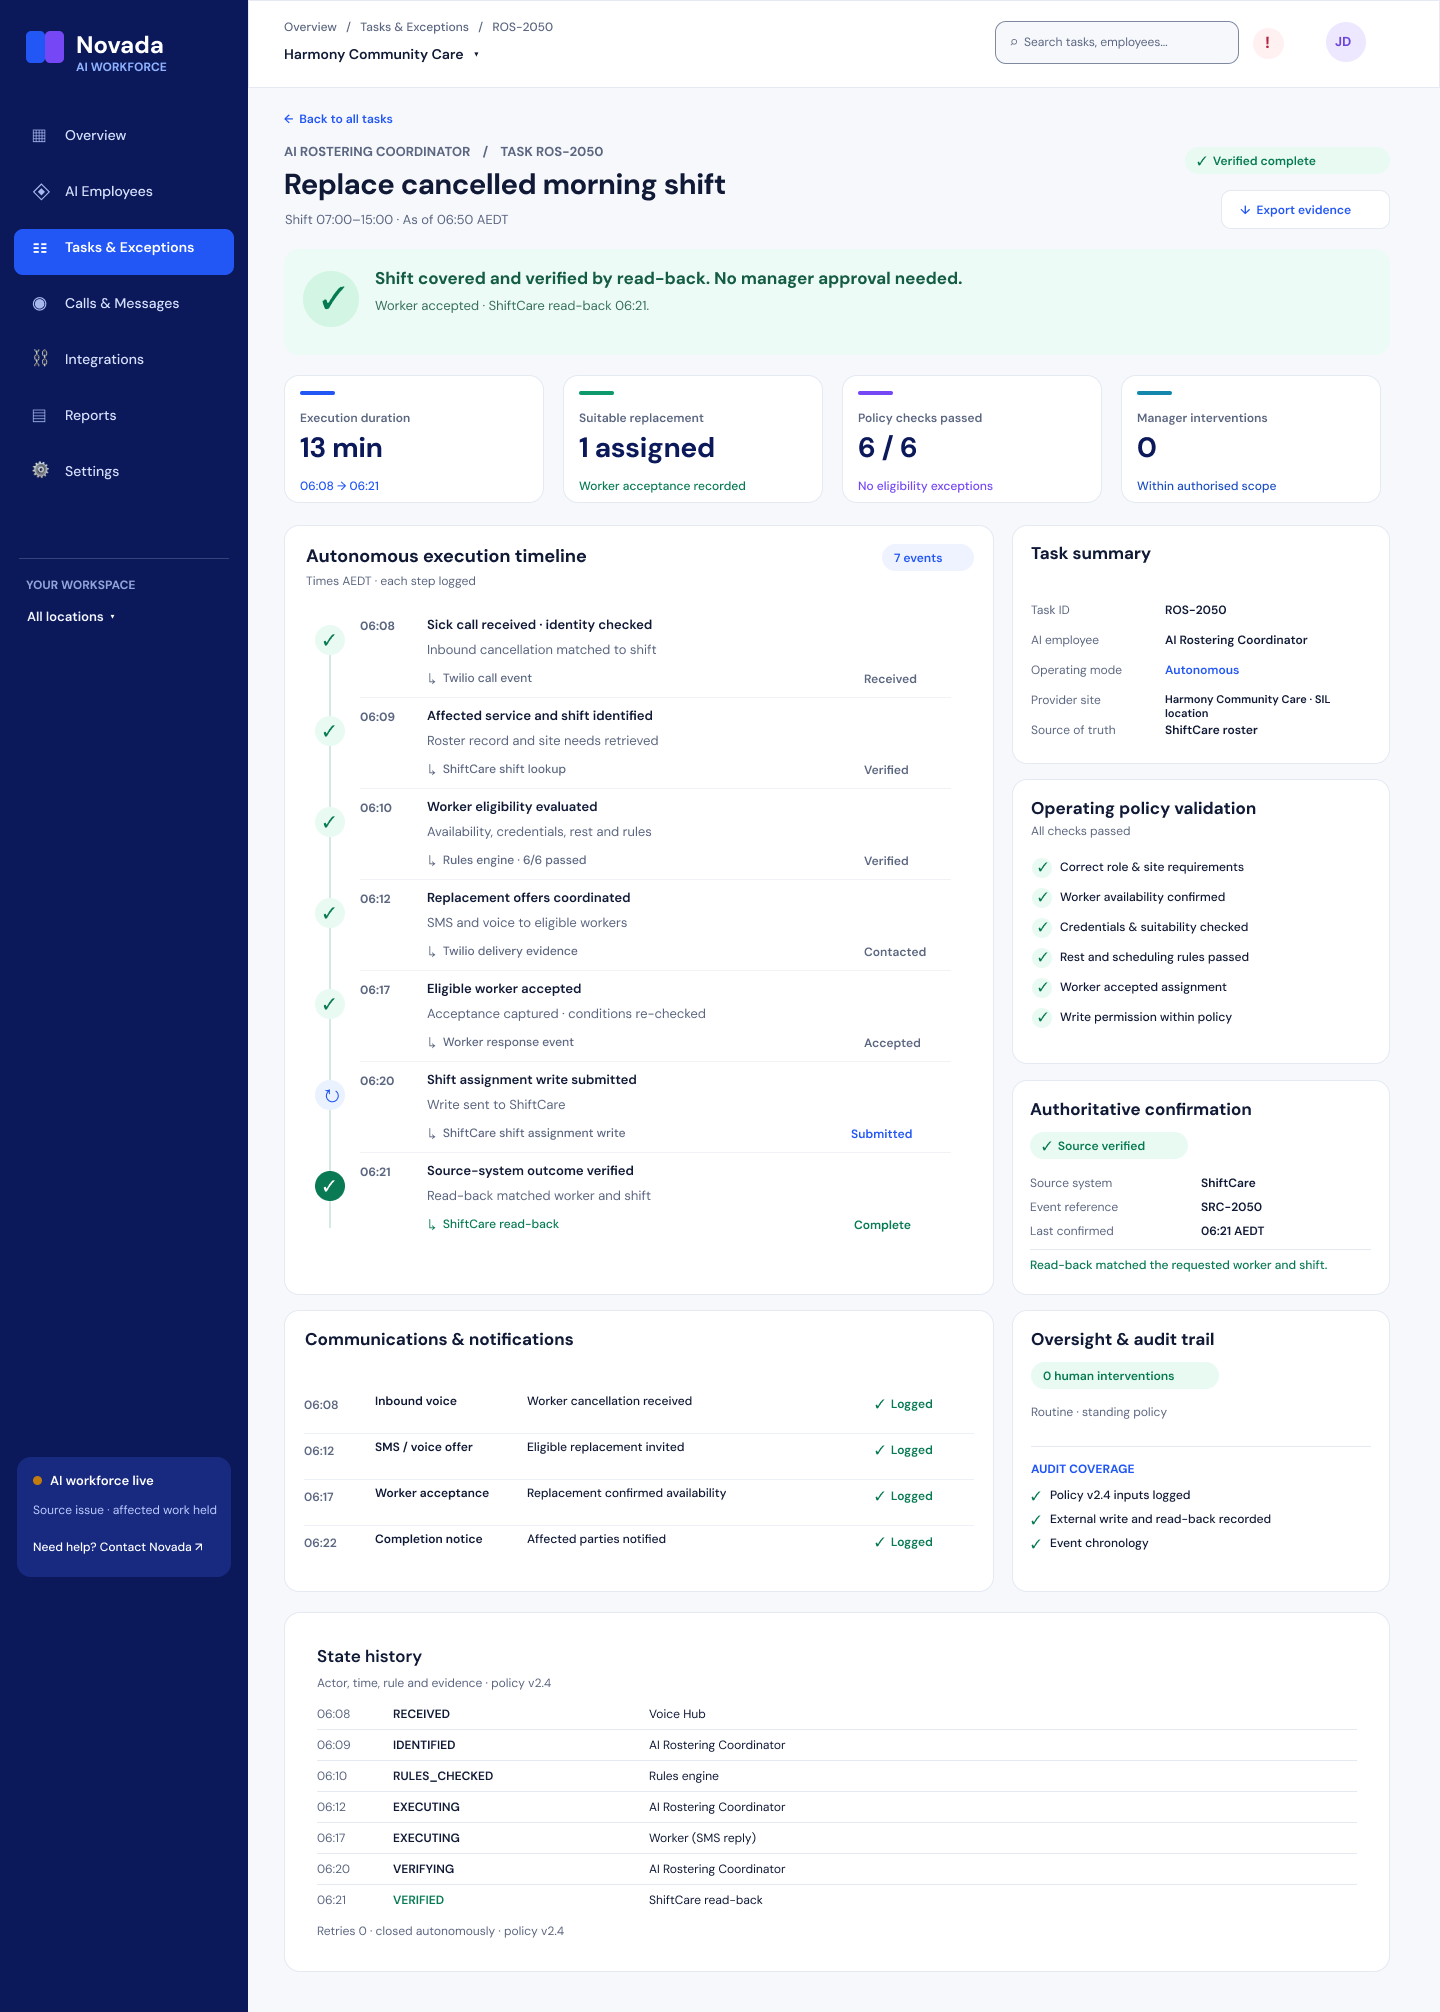 Novada
AI WORKFORCE
Overview
AI Employees
Tasks & Exceptions
Calls & Messages
Integrations
Reports
Settings
YOUR WORKSPACE
All locations ▾
AI workforce live
Source issue · affected work held
Need help? Contact Novada ↗
Overview / Tasks & Exceptions / ROS-2050
Harmony Community Care ▾
⌕ Search tasks, employees…
!
JD
← Back to all tasks
AI ROSTERING COORDINATOR / TASK ROS-2050
Replace cancelled morning shift
Shift 07:00–15:00 · As of 06:50 AEDT
✓ Verified complete
↓ Export evidence
✓
Shift covered and verified by read-back. No manager approval needed.
Worker accepted · ShiftCare read-back 06:21.
Execution duration
13 min
06:08 → 06:21
Suitable replacement
1 assigned
Worker acceptance recorded
Policy checks passed
6 / 6
No eligibility exceptions
Manager interventions
0
Within authorised scope
Autonomous execution timeline
7 events
Times AEDT · each step logged
✓ 06:08 Sick call received · identity checked
Inbound cancellation matched to shift
↳ Twilio call event Received
✓ 06:09 Affected service and shift identified
Roster record and site needs retrieved
↳ ShiftCare shift lookup Verified
✓ 06:10 Worker eligibility evaluated
Availability, credentials, rest and rules
↳ Rules engine · 6/6 passed Verified
✓ 06:12 Replacement offers coordinated
SMS and voice to eligible workers
↳ Twilio delivery evidence Contacted
✓ 06:17 Eligible worker accepted
Acceptance captured · conditions re-checked
↳ Worker response event Accepted
↻ 06:20 Shift assignment write submitted
Write sent to ShiftCare
↳ ShiftCare shift assignment write Submitted
✓ 06:21 Source-system outcome verified
Read-back matched worker and shift
↳ ShiftCare read-back Complete
Task summary
Task ID ROS-2050
AI employee AI Rostering Coordinator
Operating mode Autonomous
Provider site Harmony Community Care · SIL
location
Source of truth ShiftCare roster
Operating policy validation
All checks passed
✓ Correct role & site requirements
✓ Worker availability confirmed
✓ Credentials & suitability checked
✓ Rest and scheduling rules passed
✓ Worker accepted assignment
✓ Write permission within policy
Authoritative confirmation
✓ Source verified
Source system ShiftCare
Event reference SRC-2050
Last confirmed 06:21 AEDT
Read-back matched the requested worker and shift.
Communications & notifications
06:08 Inbound voice Worker cancellation received ✓ Logged
06:12 SMS / voice offer Eligible replacement invited ✓ Logged
06:17 Worker acceptance Replacement confirmed availability ✓ Logged
06:22 Completion notice Affected parties notified ✓ Logged
Oversight & audit trail
0 human interventions
Routine · standing policy
AUDIT COVERAGE
✓ Policy v2.4 inputs logged
✓ External write and read-back recorded
✓ Event chronology
State history
Actor, time, rule and evidence · policy v2.4
06:08 RECEIVED Voice Hub
06:09 IDENTIFIED AI Rostering Coordinator
06:10 RULES_CHECKED Rules engine
06:12 EXECUTING AI Rostering Coordinator
06:17 EXECUTING Worker (SMS reply)
06:20 VERIFYING AI Rostering Coordinator
06:21 VERIFIED ShiftCare read-back
Retries 0 · closed autonomously · policy v2.4